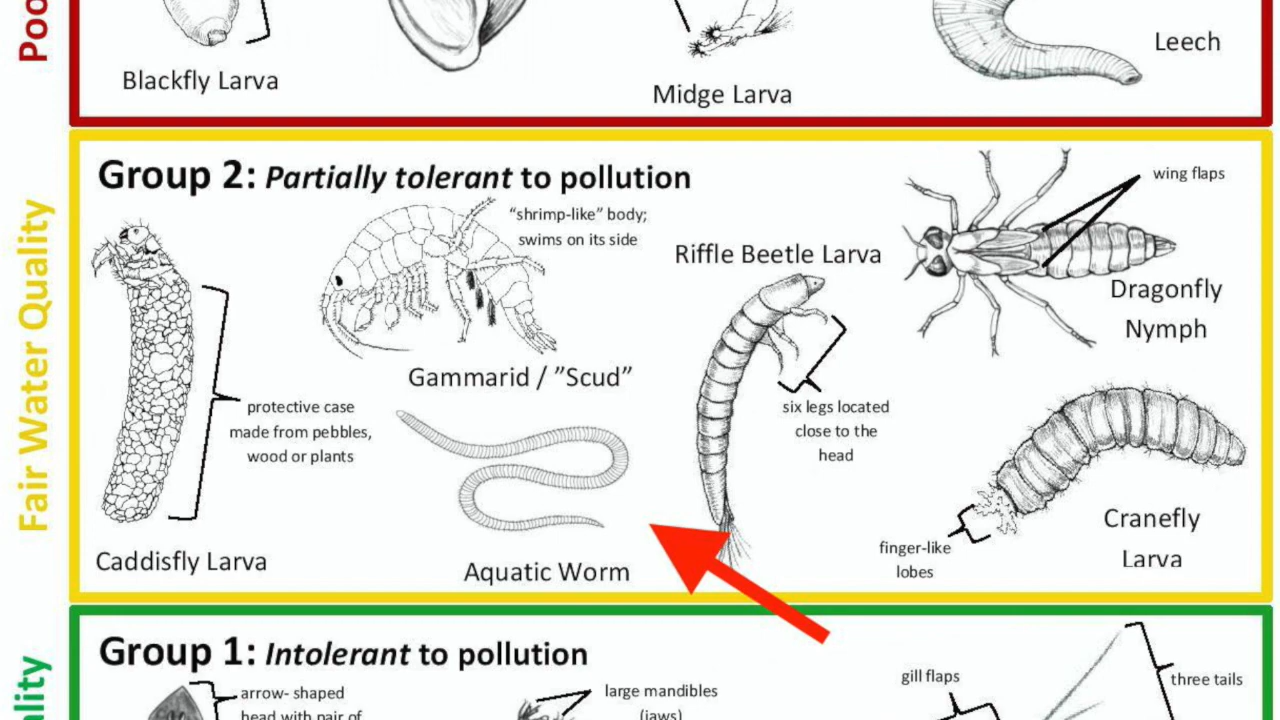 Poo
Blackfly Larva
Midge Larva
Leech
Fair Water Quality
Group 2: Partially tolerant to pollution
"shrimp-like" body;
swims on its side
Gammarid / "Scud"
Riffle Beetle Larva
wing flaps
Dragonfly
Nymph
protective case
made from pebbles,
wood or plants
six legs located
close to the
head
Caddisfly Larva
Aquatic Worm
finger-like
lobes
Cranefly
Larva
ality
Group 1: Intolerant to pollution
arrow- shaped
head with pair of
large mandibles
(jaws)
gill flaps
three tails